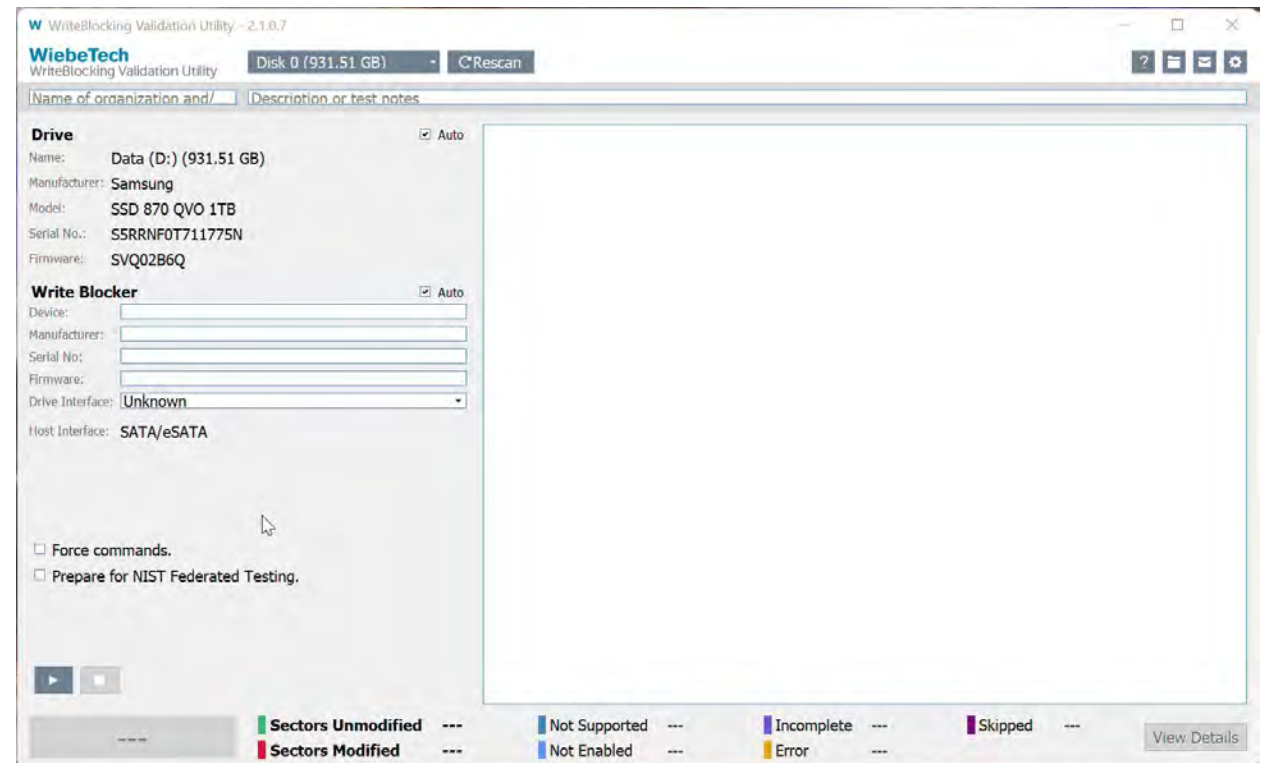 W WriteBlocking Validation Utility - 2.1.0.7
WiebeTech
WriteBlocking Validation Utility
Disk 0 (931.51 GB)
Rescan
?
Name of organization and/
Description or test notes
Drive
Auto
Name: Data (D:) (931.51 GB)
Manufacturer: Samsung
Model: SSD 870 QVO 1TB
Serial No.: S5RRNF0T711775N
Firmware: SVQ02B6Q
Write Blocker
Auto
Device:
Manufacturer:
Serial No:
Firmware:
Drive Interface: Unknown
Host Interface: SATA/eSATA
Force commands.
Prepare for NIST Federated Testing.
---
Sectors Unmodified ---
Sectors Modified ---
Not Supported ---
Not Enabled ---
Incomplete ---
Error ---
Skipped ---
View Details